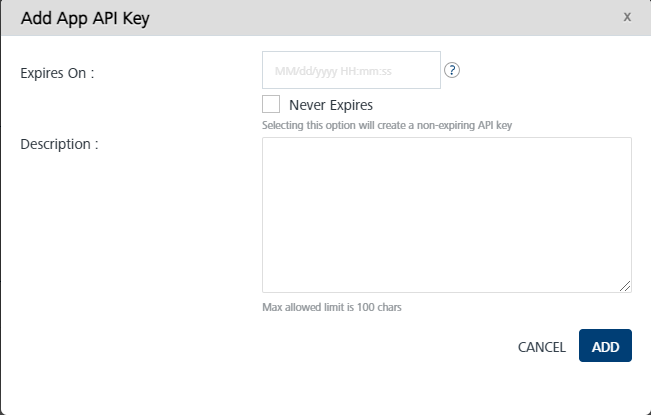 Add App API Key x
Expires On :
MM/dd/yyyy HH:mm:ss ?
Never Expires
Selecting this option will create a non-expiring API key
Description :
Max allowed limit is 100 chars
CANCEL ADD